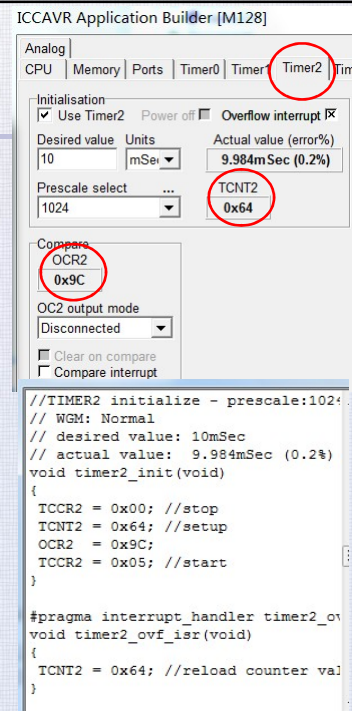 ICCAVR Application Builder [M128]
Analog
CPU Memory Ports Timer0 Timer1 Timer2
Initialisation
Use Timer2 Power off Overflow interrupt
Desired value Units Actual value (error%)
10 mSec 9.984mSec (0.2%)
Prescale select ... TCNT2
1024 0x64
Compare
OCR2
0x9C
OC2 output mode
Disconnected
Clear on compare
Compare interrupt
//TIMER2 initialize - prescale:1024
// WGM: Normal
// desired value: 10mSec
// actual value:  9.984mSec (0.2%)
void timer2_init(void)
{
 TCCR2 = 0x00; //stop
 TCNT2 = 0x64; //setup
 OCR2  = 0x9C;
 TCCR2 = 0x05; //start
}
#pragma interrupt_handler timer2_ov
void timer2_ovf_isr(void)
{
 TCNT2 = 0x64; //reload counter val
}